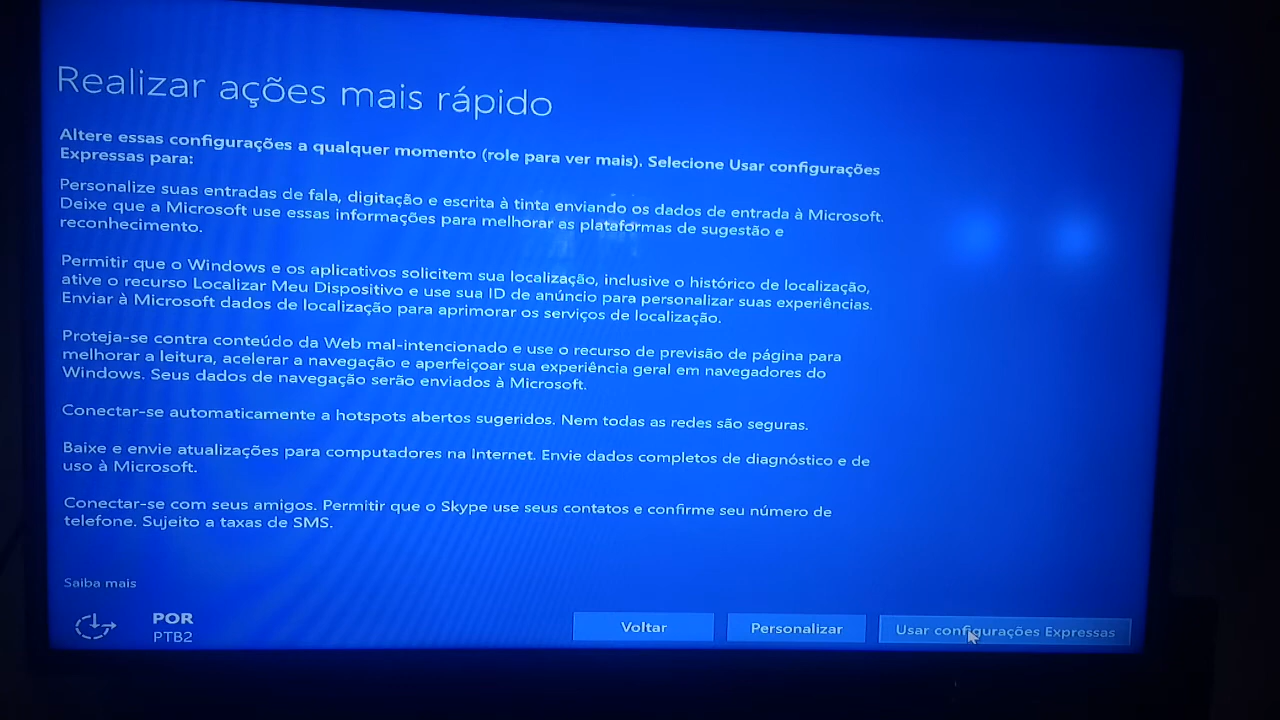 Realizar ações mais rápido
Altere essas configurações a qualquer momento (role para ver mais). Selecione Usar configurações
Expressas para:
Personalize suas entradas de fala, digitação e escrita à tinta enviando os dados de entrada à Microsoft.
Deixe que a Microsoft use essas informações para melhorar as plataformas de sugestão e
reconhecimento.
Permitir que o Windows e os aplicativos solicitem sua localização, inclusive o histórico de localização,
ative o recurso Localizar Meu Dispositivo e use sua ID de anúncio para personalizar suas experiências.
Enviar à Microsoft dados de localização para aprimorar os serviços de localização.
Proteja-se contra conteúdo da Web mal-intencionado e use o recurso de previsão de página para
melhorar a leitura, acelerar a navegação e aperfeiçoar sua experiência geral em navegadores do
Windows. Seus dados de navegação serão enviados à Microsoft.
Conectar-se automaticamente a hotspots abertos sugeridos. Nem todas as redes são seguras.
Baixe e envie atualizações para computadores na Internet. Envie dados completos de diagnóstico e de
uso à Microsoft.
Conectar-se com seus amigos. Permitir que o Skype use seus contatos e confirme seu número de
telefone. Sujeito a taxas de SMS.
Saiba mais
POR
PTB2
Voltar
Personalizar
Usar configurações Expressas